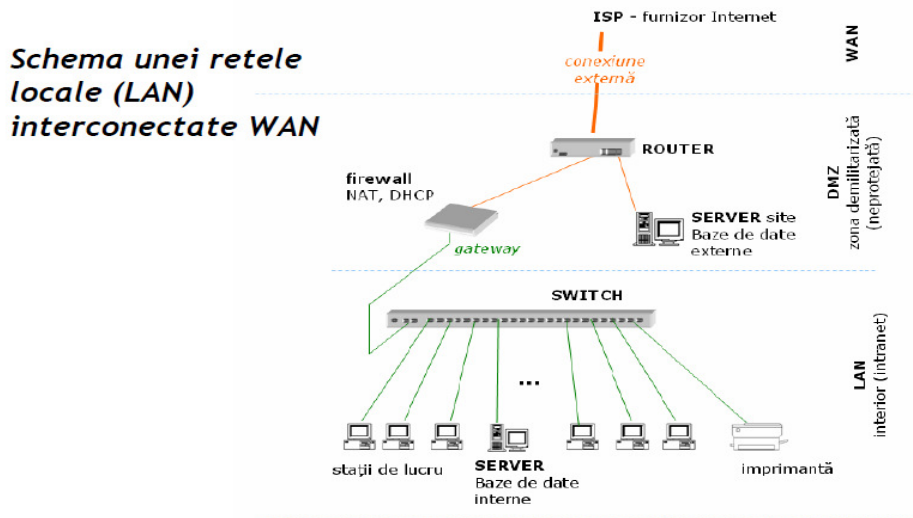 Schema unei retele
locale (LAN)
interconectate WAN
ISP - furnizor Internet
conexiune
externă
WAN
ROUTER
firewall
NAT, DHCP
gateway
SERVER site
Baze de date
externe
DMZ
zona demilitarizată
(neprotejată)
SWITCH
...
LAN
interior (intranet)
stații de lucru
SERVER
Baze de date
interne
imprimantă